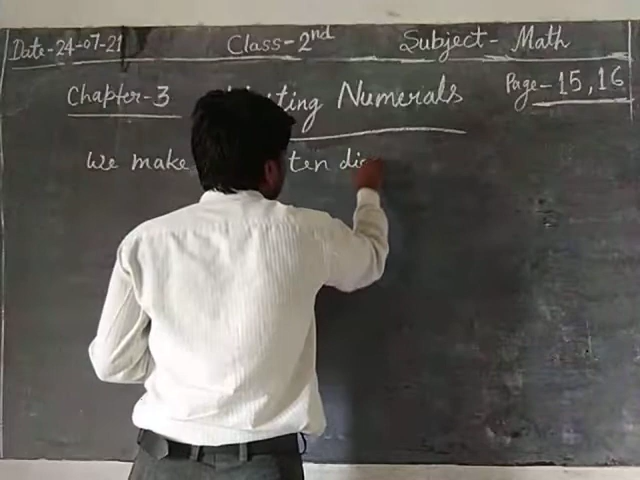 Date-24-07-21 Class-2nd Subject- Math
Chapter-3 Numerals Page-15,16
We make ten